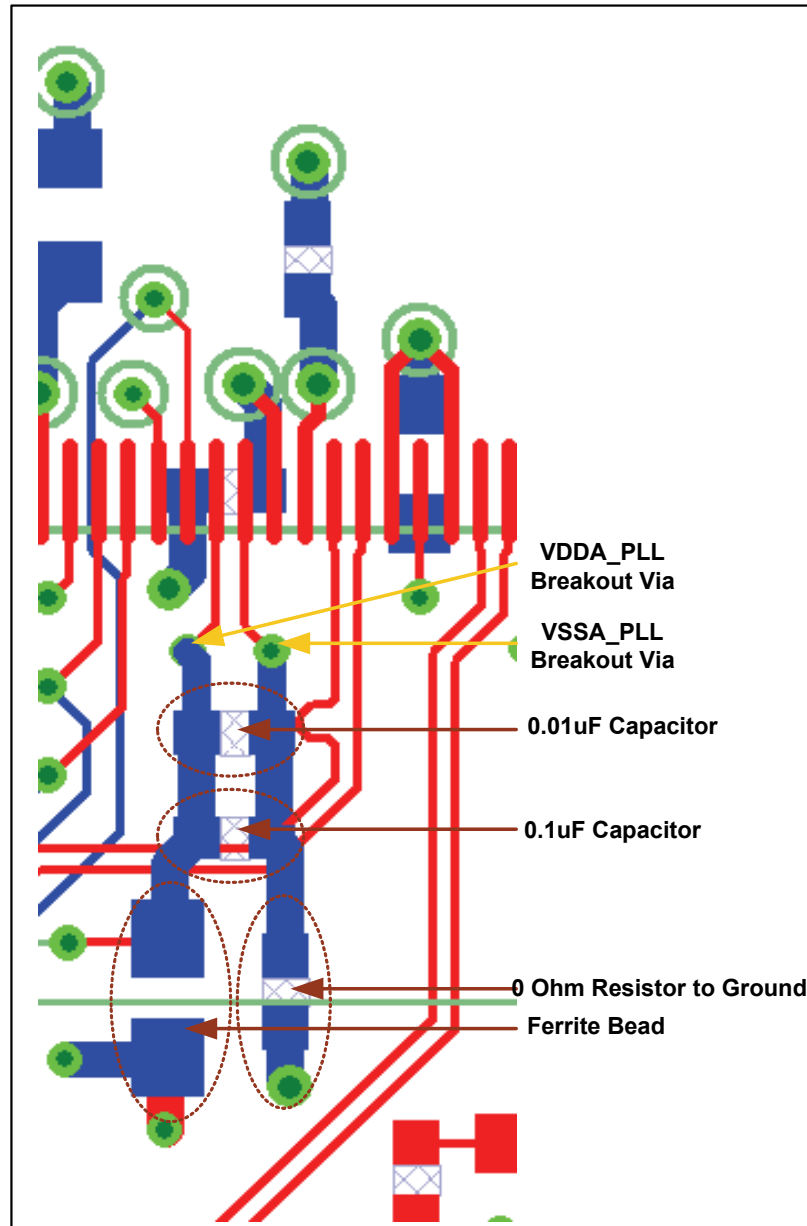 VDDA_PLL
Breakout Via
VSSA_PLL
Breakout Via
0.01uF Capacitor
0.1uF Capacitor
0 Ohm Resistor to Ground
Ferrite Bead